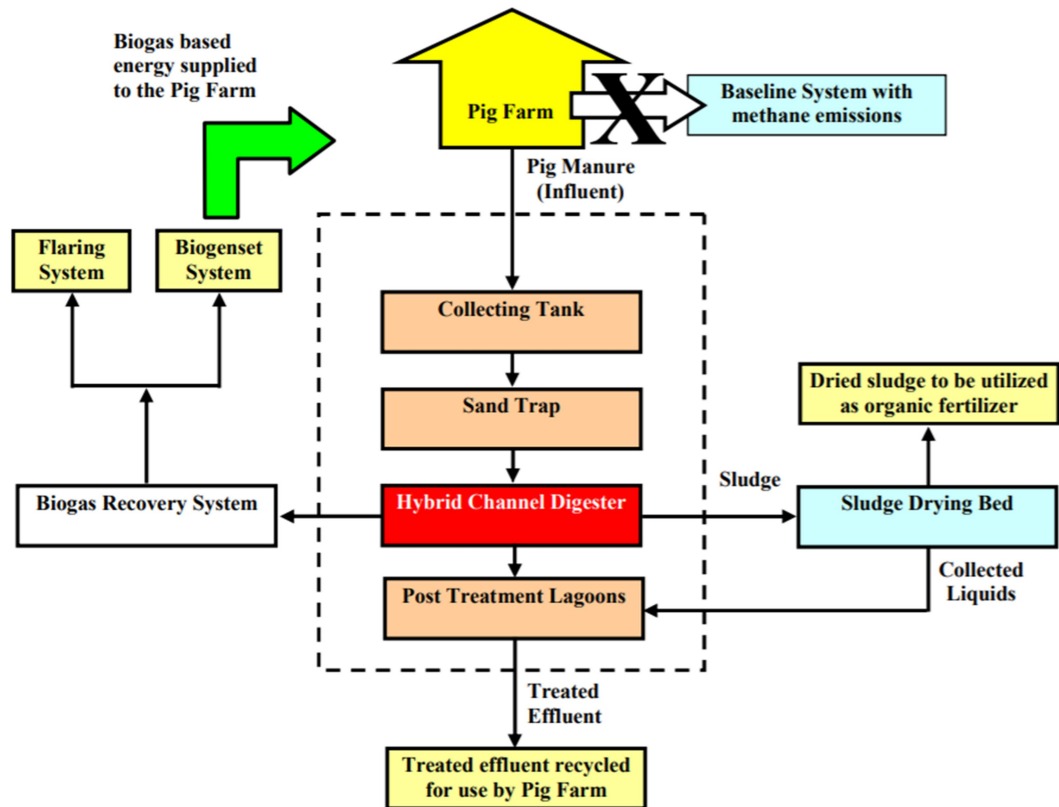 Biogas based
energy supplied
to the Pig Farm
Pig Farm
X
Baseline System with
methane emissions
Pig Manure
(Influent)
Flaring
System
Biogenset
System
Collecting Tank
Sand Trap
Dried sludge to be utilized
as organic fertilizer
Biogas Recovery System
Hybrid Channel Digester
Sludge
Sludge Drying Bed
Post Treatment Lagoons
Collected
Liquids
Treated
Effluent
Treated effluent recycled
for use by Pig Farm